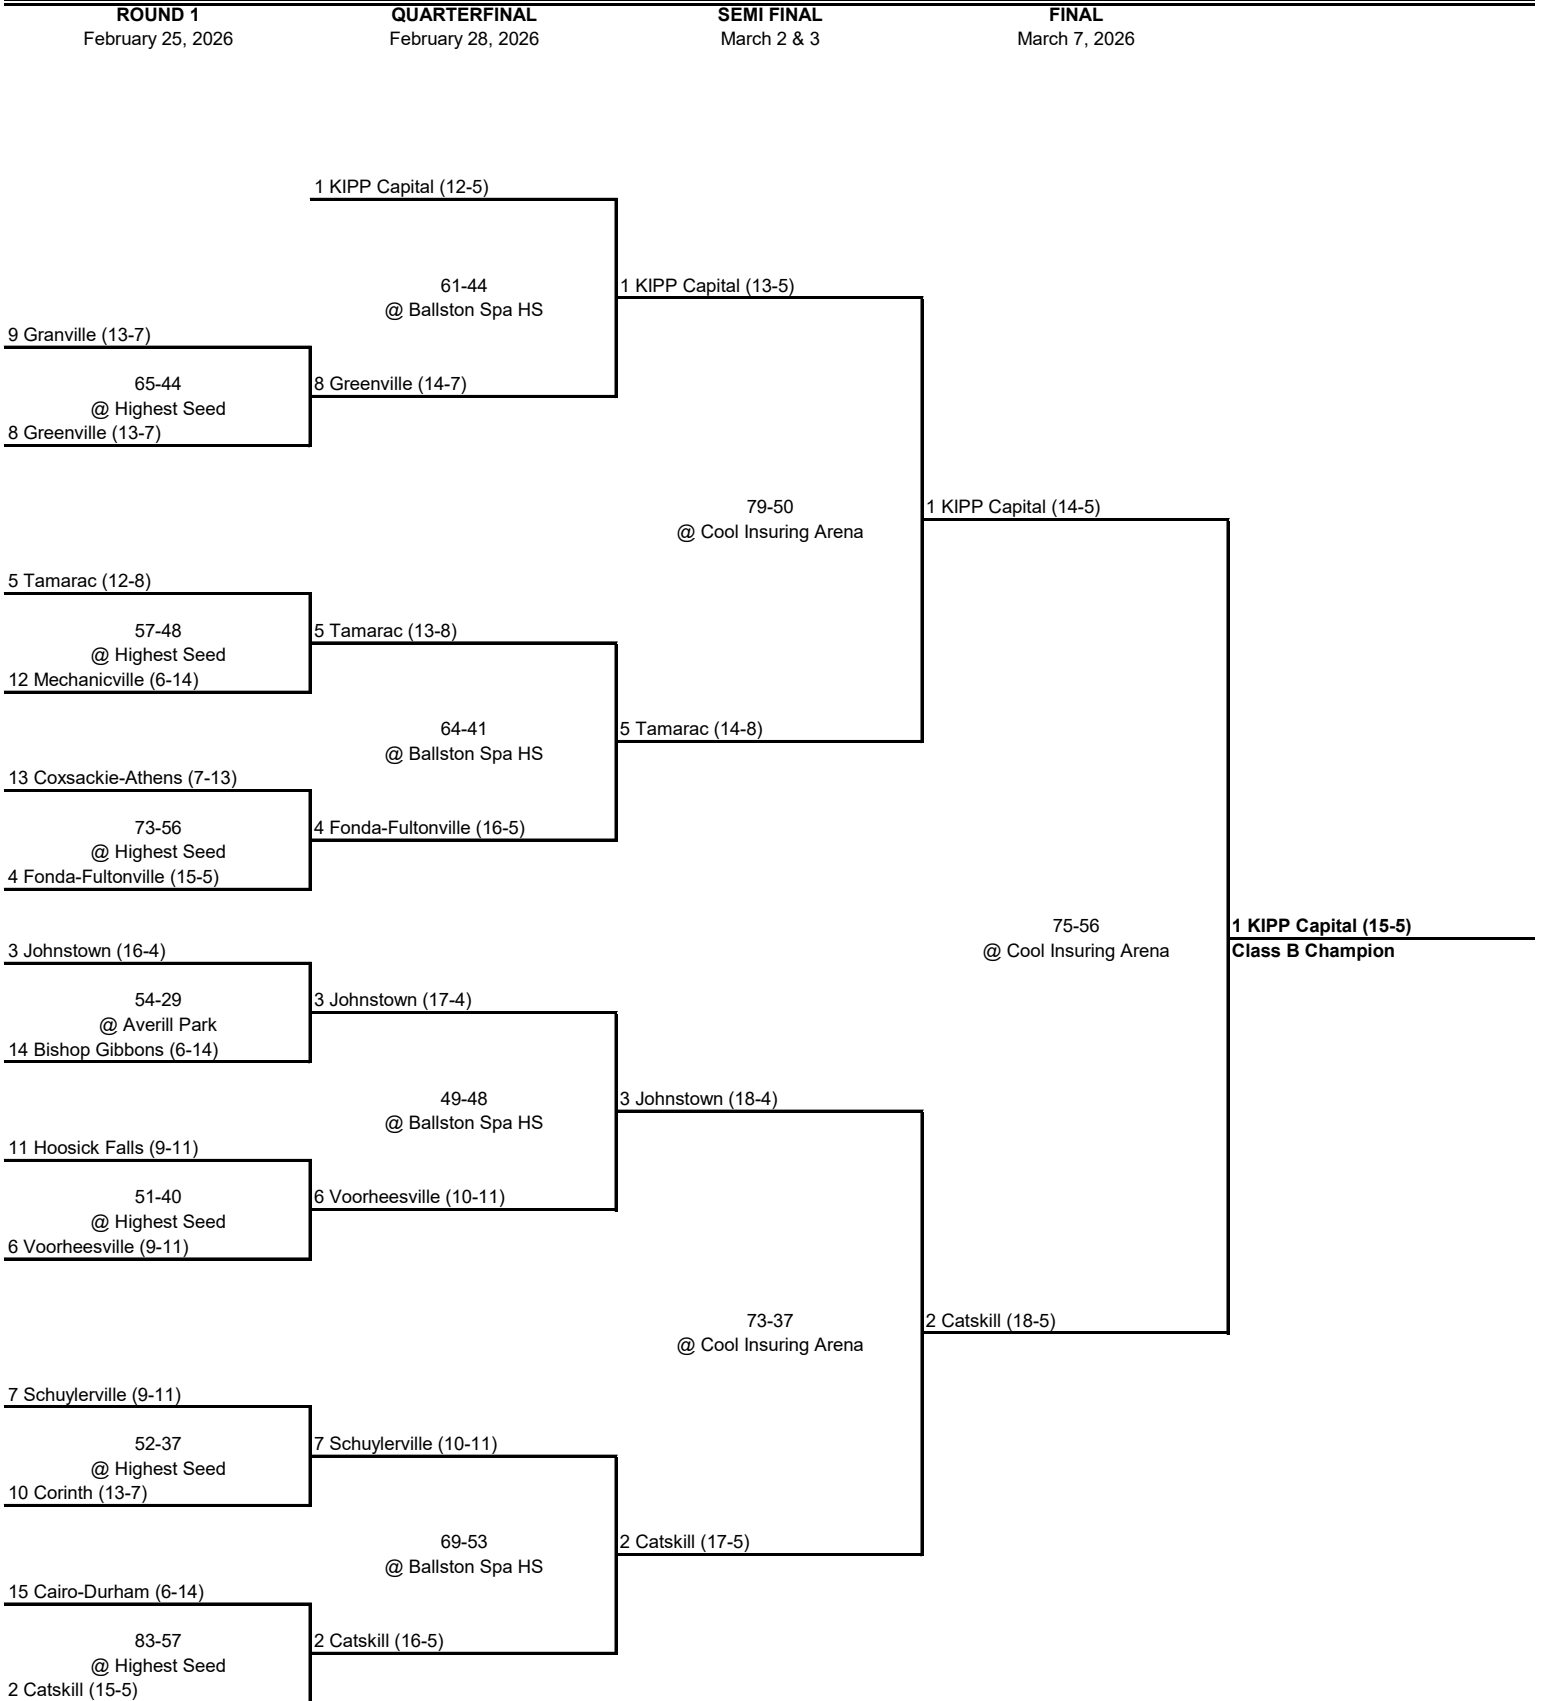 ROUND 1 QUARTERFINAL SEMI FINAL FINAL
February 25, 2026 February 28, 2026 March 2 & 3 March 7, 2026
1 KIPP Capital (12-5)
61-44 1 KIPP Capital (13-5)
@ Ballston Spa HS
9 Granville (13-7)
65-44 8 Greenville (14-7)
@ Highest Seed
8 Greenville (13-7)
79-50 1 KIPP Capital (14-5)
@ Cool Insuring Arena
5 Tamarac (12-8)
57-48 5 Tamarac (13-8)
@ Highest Seed
12 Mechanicville (6-14)
64-41 5 Tamarac (14-8)
@ Ballston Spa HS
13 Coxsackie-Athens (7-13)
73-56 4 Fonda-Fultonville (16-5)
@ Highest Seed
4 Fonda-Fultonville (15-5)
75-56 1 KIPP Capital (15-5)
3 Johnstown (16-4) @ Cool Insuring Arena Class B Champion
54-29 3 Johnstown (17-4)
@ Averill Park
14 Bishop Gibbons (6-14)
49-48 3 Johnstown (18-4)
@ Ballston Spa HS
11 Hoosick Falls (9-11)
51-40 6 Voorheesville (10-11)
@ Highest Seed
6 Voorheesville (9-11)
73-37 2 Catskill (18-5)
@ Cool Insuring Arena
7 Schuylerville (9-11)
52-37 7 Schuylerville (10-11)
@ Highest Seed
10 Corinth (13-7)
69-53 2 Catskill (17-5)
@ Ballston Spa HS
15 Cairo-Durham (6-14)
83-57 2 Catskill (16-5)
@ Highest Seed
2 Catskill (15-5)